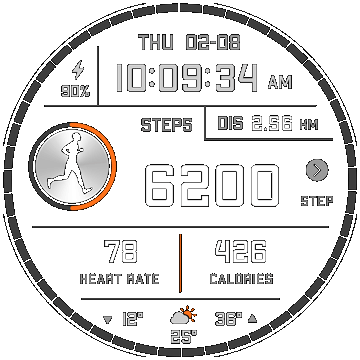 THU 02-08
90%
10:09:34 AM
STEPS
DIS 2.56 KM
6200
STEP
78
HEART RATE
426
CALORIES
12°
25°
36°